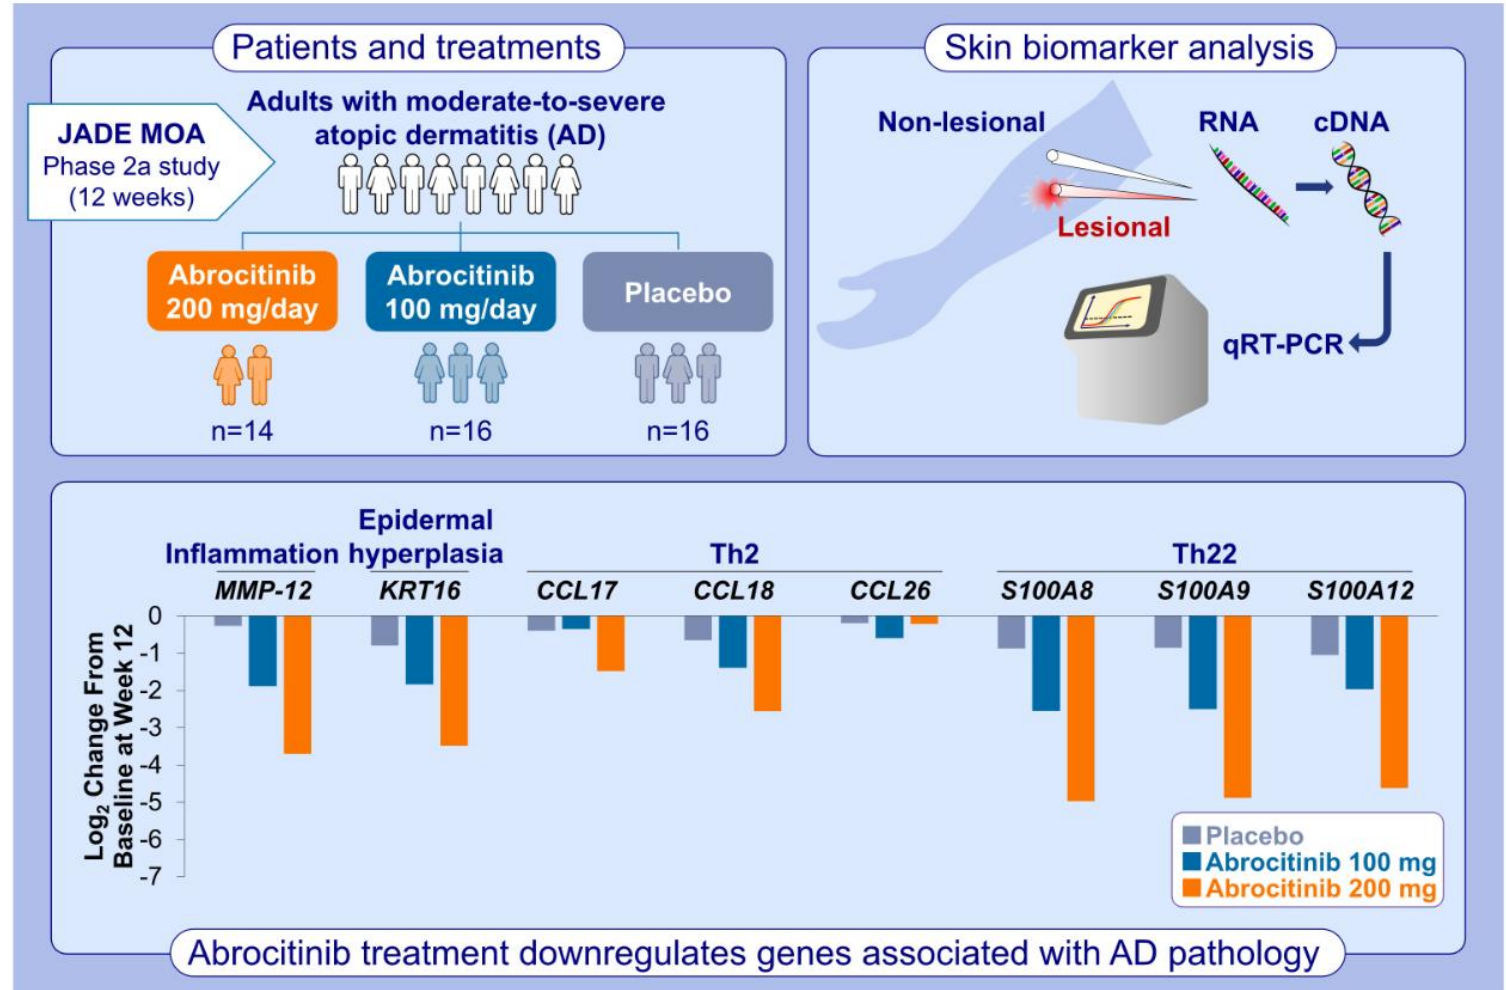 Patients and treatments
JADE MOA
Phase 2a study
(12 weeks)
Adults with moderate-to-severe
atopic dermatitis (AD)
Abrocitinib
200 mg/day
Abrocitinib
100 mg/day
Placebo
n=14
n=16
n=16
Skin biomarker analysis
Non-lesional
Lesional
RNA
cDNA
qRT-PCR
Inflammation
Epidermal
hyperplasia
Th2
Th22
MMP-12
KRT16
CCL17
CCL18
CCL26
S100A8
S100A9
S100A12
Log₂ Change From
Baseline at Week 12
0
-1
-2
-3
-4
-5
-6
-7
Placebo
Abrocitinib 100 mg
Abrocitinib 200 mg
Abrocitinib treatment downregulates genes associated with AD pathology